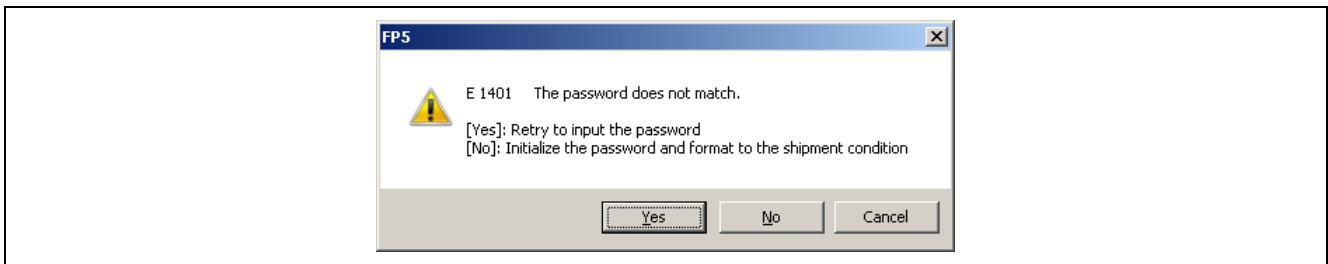 FP5
E 1401 The password does not match.
[Yes]: Retry to input the password
[No]: Initialize the password and format to the shipment condition
Yes No Cancel